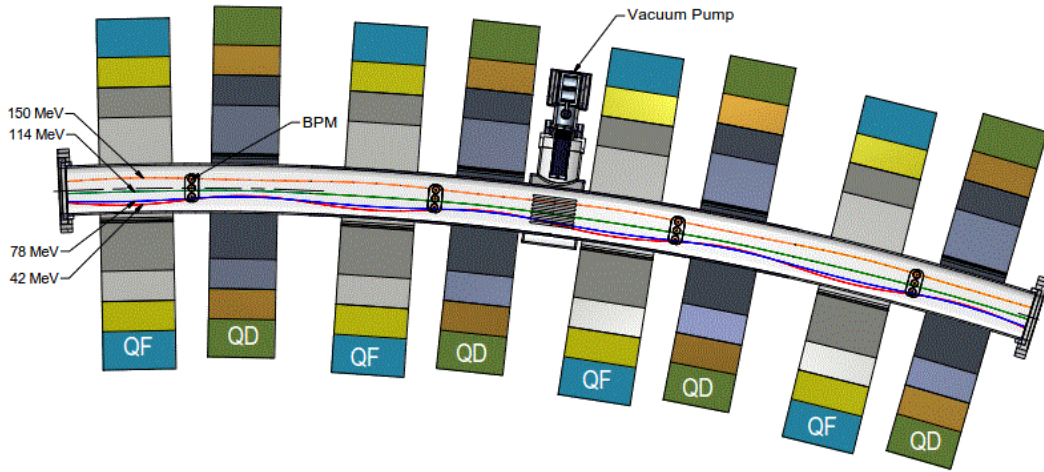 Vacuum Pump
150 MeV
114 MeV
BPM
78 MeV
42 MeV
QF
QD
QF
QD
QF
QD
QF
QD